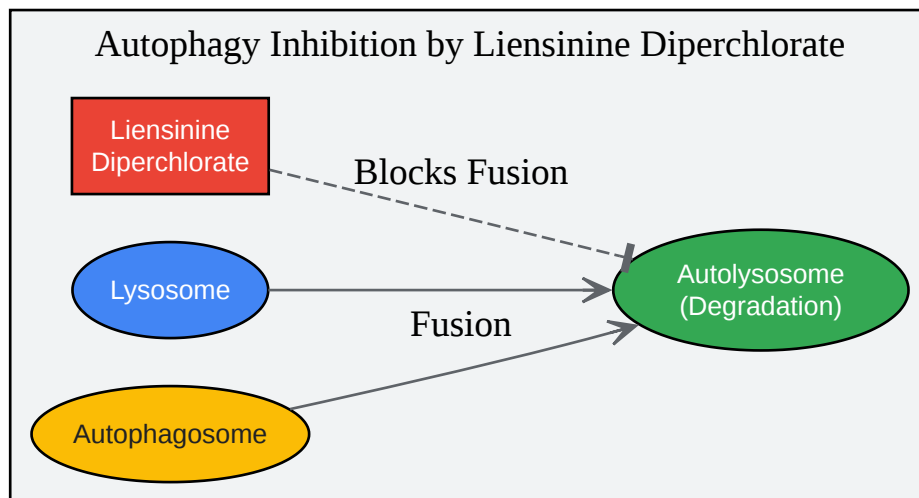 Autophagy Inhibition by Liensinine Diperchlorate
Liensinine
Diperchlorate
Blocks Fusion
Lysosome
Autolysosome
(Degradation)
Fusion
Autophagosome